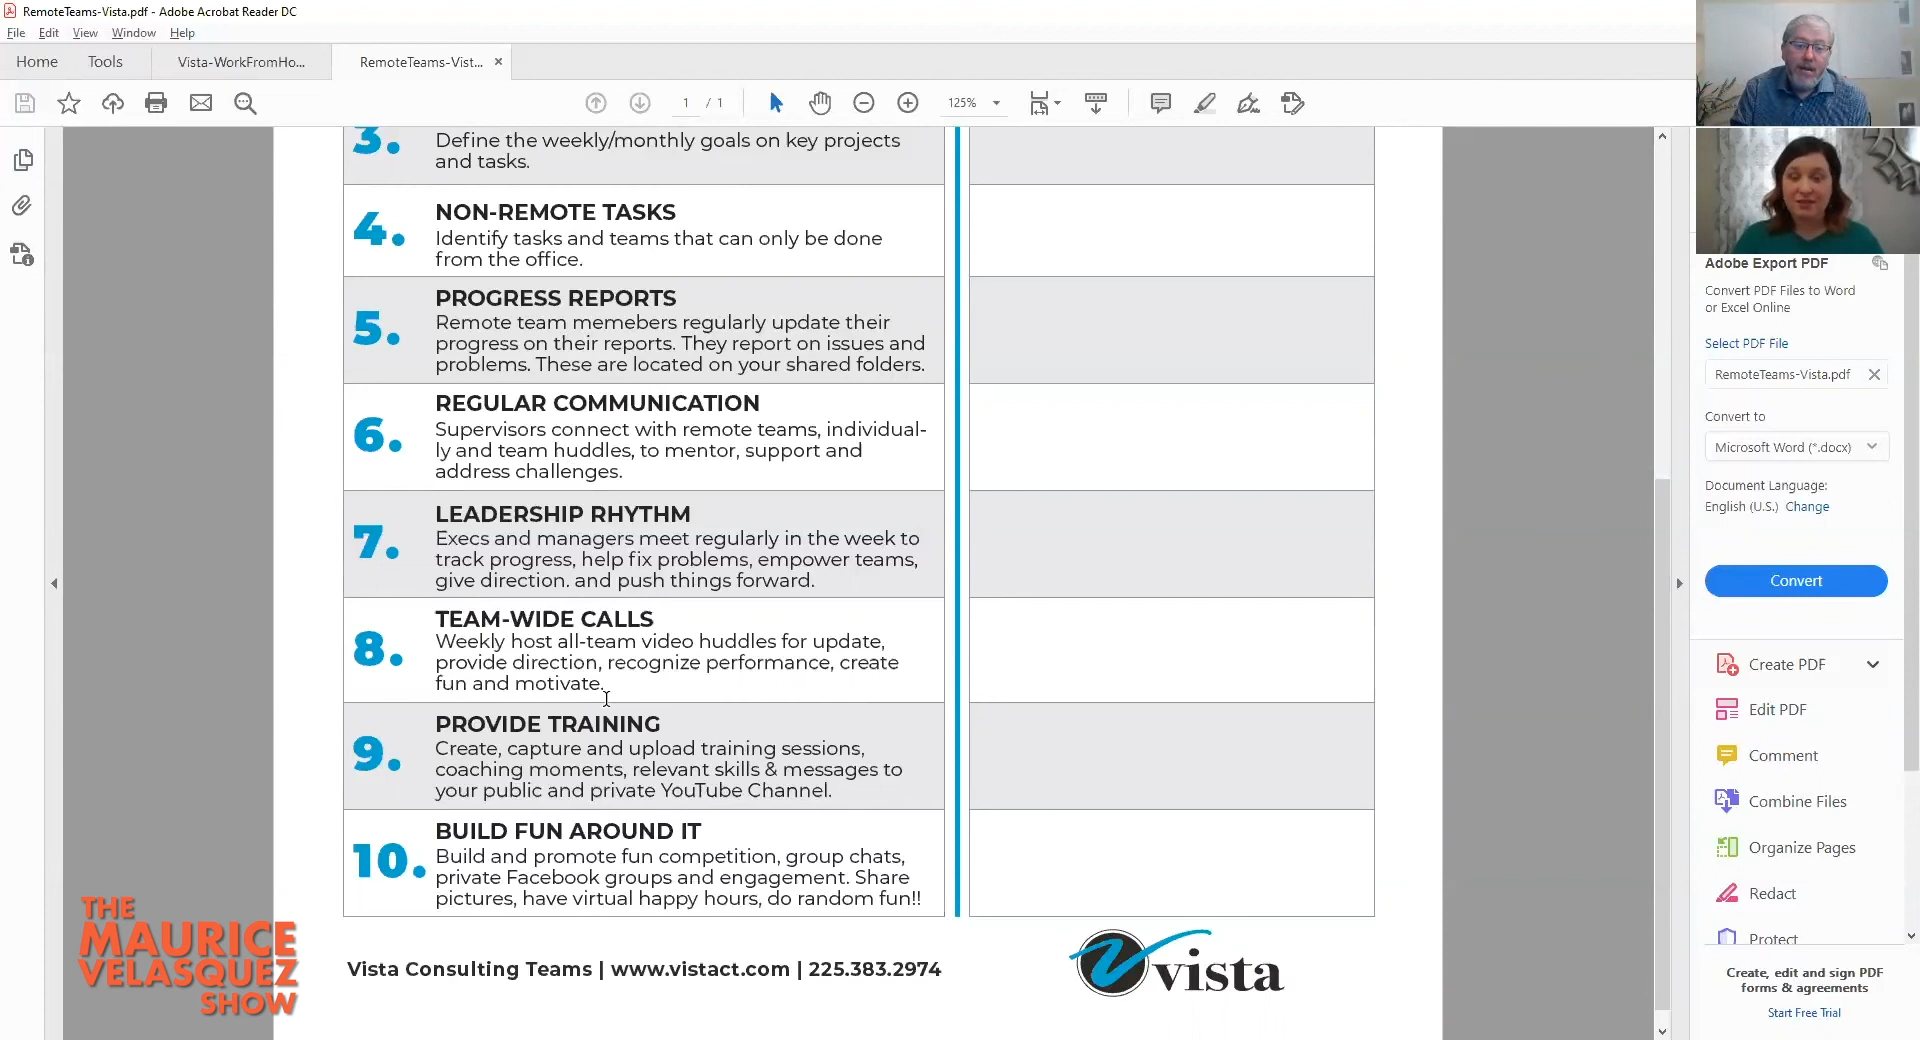 RemoteTeams-Vista.pdf - Adobe Acrobat Reader DC
File Edit View Window Help
Home Tools Vista-WorkFromHo... RemoteTeams-Vist... ×
1 / 1 125%
3. Define the weekly/monthly goals on key projects
and tasks.
4. NON-REMOTE TASKS
Identify tasks and teams that can only be done
from the office.
5. PROGRESS REPORTS
Remote team memebers regularly update their
progress on their reports. They report on issues and
problems. These are located on your shared folders.
6. REGULAR COMMUNICATION
Supervisors connect with remote teams, individual-
ly and team huddles, to mentor, support and
address challenges.
7. LEADERSHIP RHYTHM
Execs and managers meet regularly in the week to
track progress, help fix problems, empower teams,
give direction. and push things forward.
8. TEAM-WIDE CALLS
Weekly host all-team video huddles for update,
provide direction, recognize performance, create
fun and motivate.
9. PROVIDE TRAINING
Create, capture and upload training sessions,
coaching moments, relevant skills & messages to
your public and private YouTube Channel.
10. BUILD FUN AROUND IT
Build and promote fun competition, group chats,
private Facebook groups and engagement. Share
pictures, have virtual happy hours, do random fun!!
Vista Consulting Teams | www.vistact.com | 225.383.2974
vista
THE
MAURICE
VELASQUEZ
SHOW
Adobe Export PDF
Convert PDF Files to Word
or Excel Online
Select PDF File
RemoteTeams-Vista.pdf
Convert to
Microsoft Word (*.docx)
Document Language:
English (U.S.) Change
Convert
Create PDF
Edit PDF
Comment
Combine Files
Organize Pages
Redact
Protect
Create, edit and sign PDF
forms & agreements
Start Free Trial